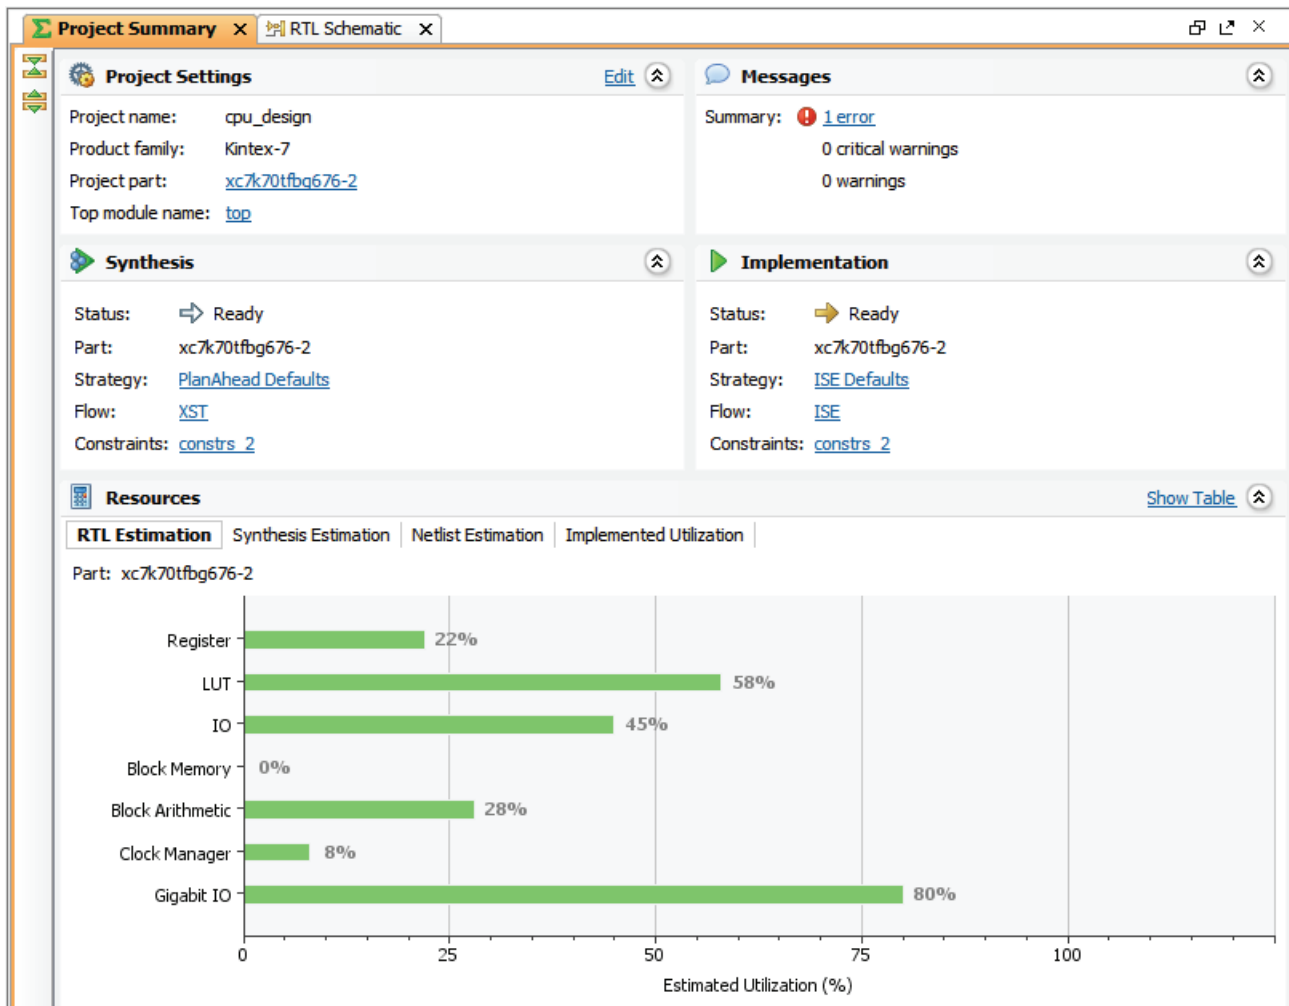 Project Summary RTL Schematic
Project Settings Edit
Project name: cpu_design
Product family: Kintex-7
Project part: xc7k70tfbg676-2
Top module name: top
Messages
Summary: 1 error
0 critical warnings
0 warnings
Synthesis
Status: Ready
Part: xc7k70tfbg676-2
Strategy: PlanAhead Defaults
Flow: XST
Constraints: constrs_2
Implementation
Status: Ready
Part: xc7k70tfbg676-2
Strategy: ISE Defaults
Flow: ISE
Constraints: constrs_2
Resources Show Table
RTL Estimation Synthesis Estimation Netlist Estimation Implemented Utilization
Part: xc7k70tfbg676-2
Register 22%
LUT 58%
IO 45%
Block Memory 0%
Block Arithmetic 28%
Clock Manager 8%
Gigabit IO 80%
0 25 50 75 100
Estimated Utilization (%)